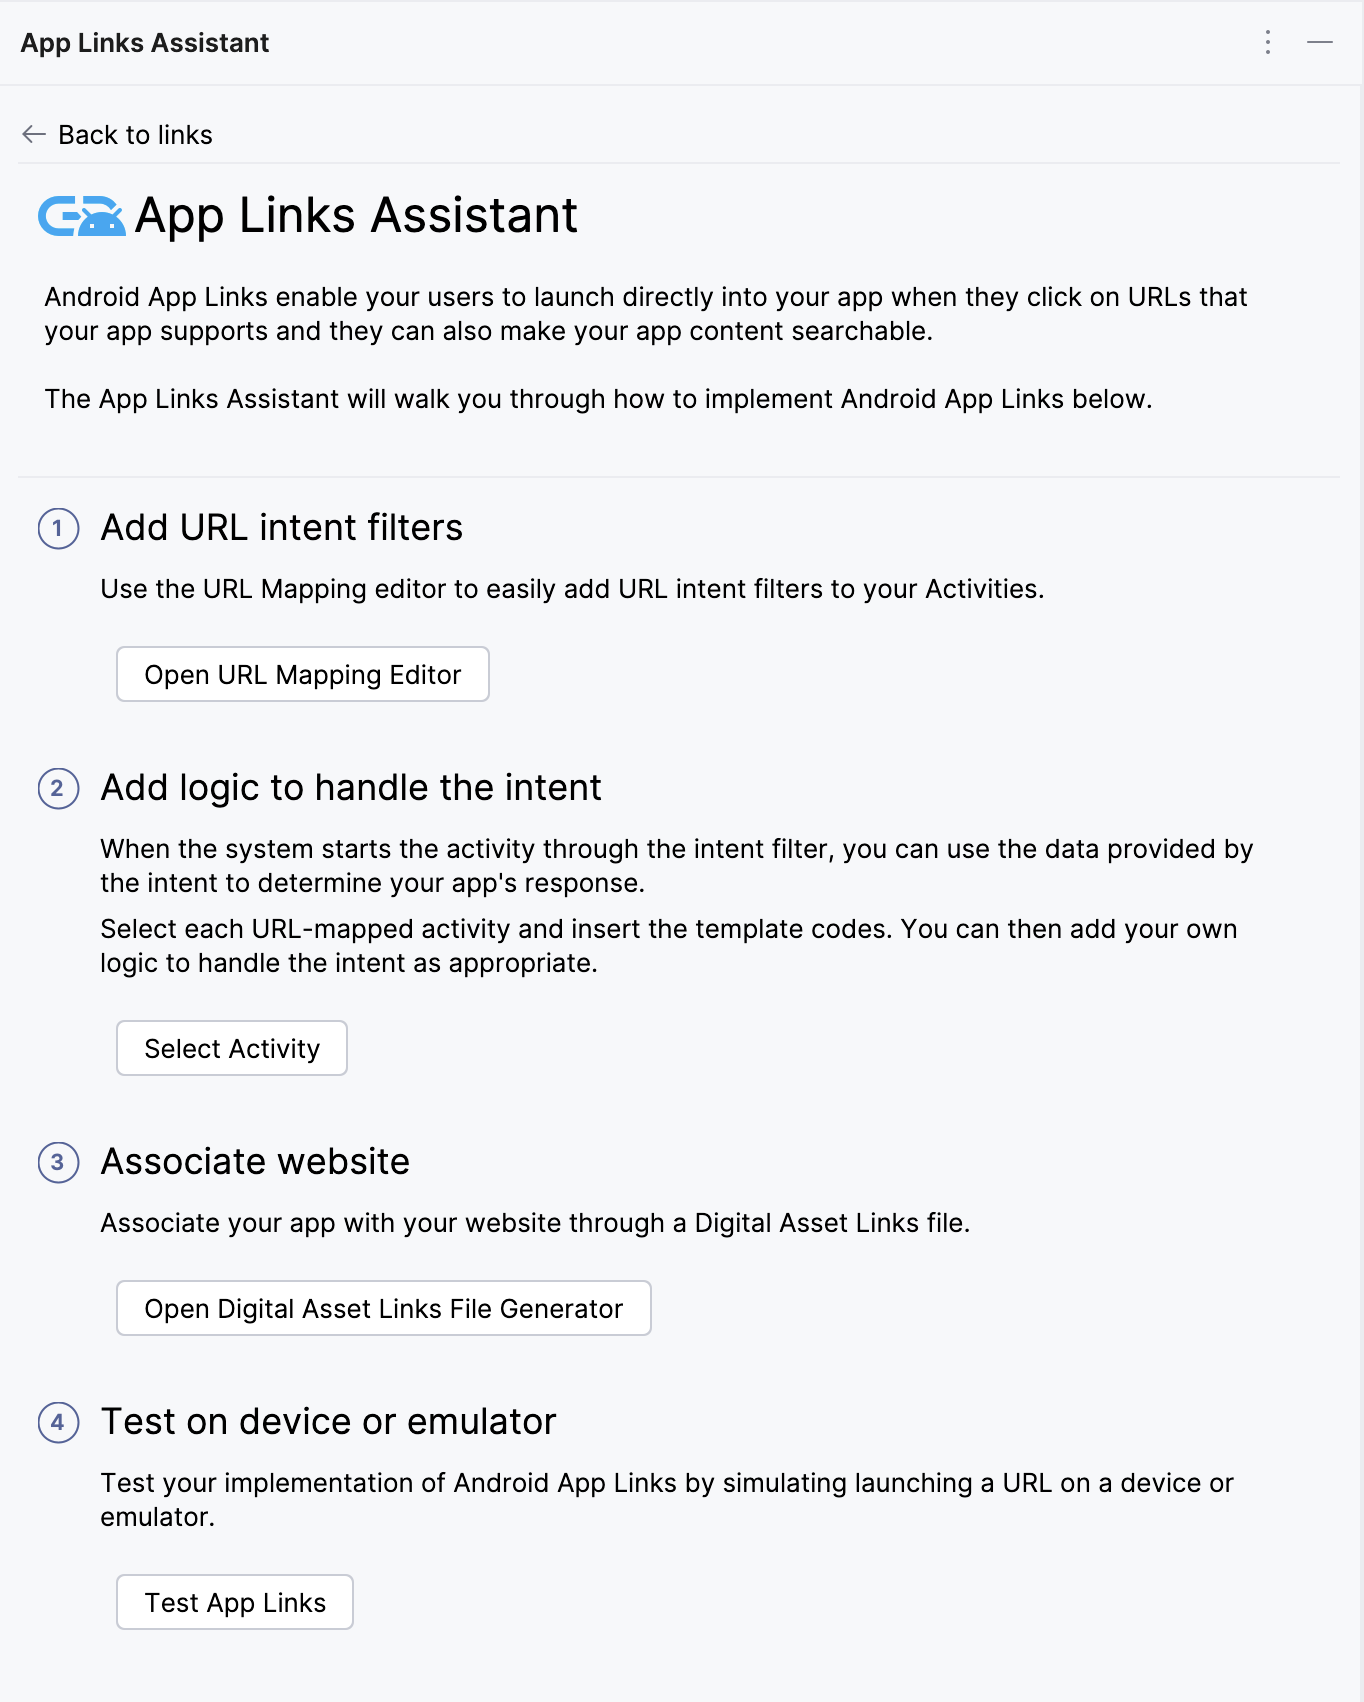 App Links Assistant
Back to links
App Links Assistant
Android App Links enable your users to launch directly into your app when they click on URLs that
your app supports and they can also make your app content searchable.
The App Links Assistant will walk you through how to implement Android App Links below.
1 Add URL intent filters
Use the URL Mapping editor to easily add URL intent filters to your Activities.
Open URL Mapping Editor
2 Add logic to handle the intent
When the system starts the activity through the intent filter, you can use the data provided by
the intent to determine your app's response.
Select each URL-mapped activity and insert the template codes. You can then add your own
logic to handle the intent as appropriate.
Select Activity
3 Associate website
Associate your app with your website through a Digital Asset Links file.
Open Digital Asset Links File Generator
4 Test on device or emulator
Test your implementation of Android App Links by simulating launching a URL on a device or
emulator.
Test App Links